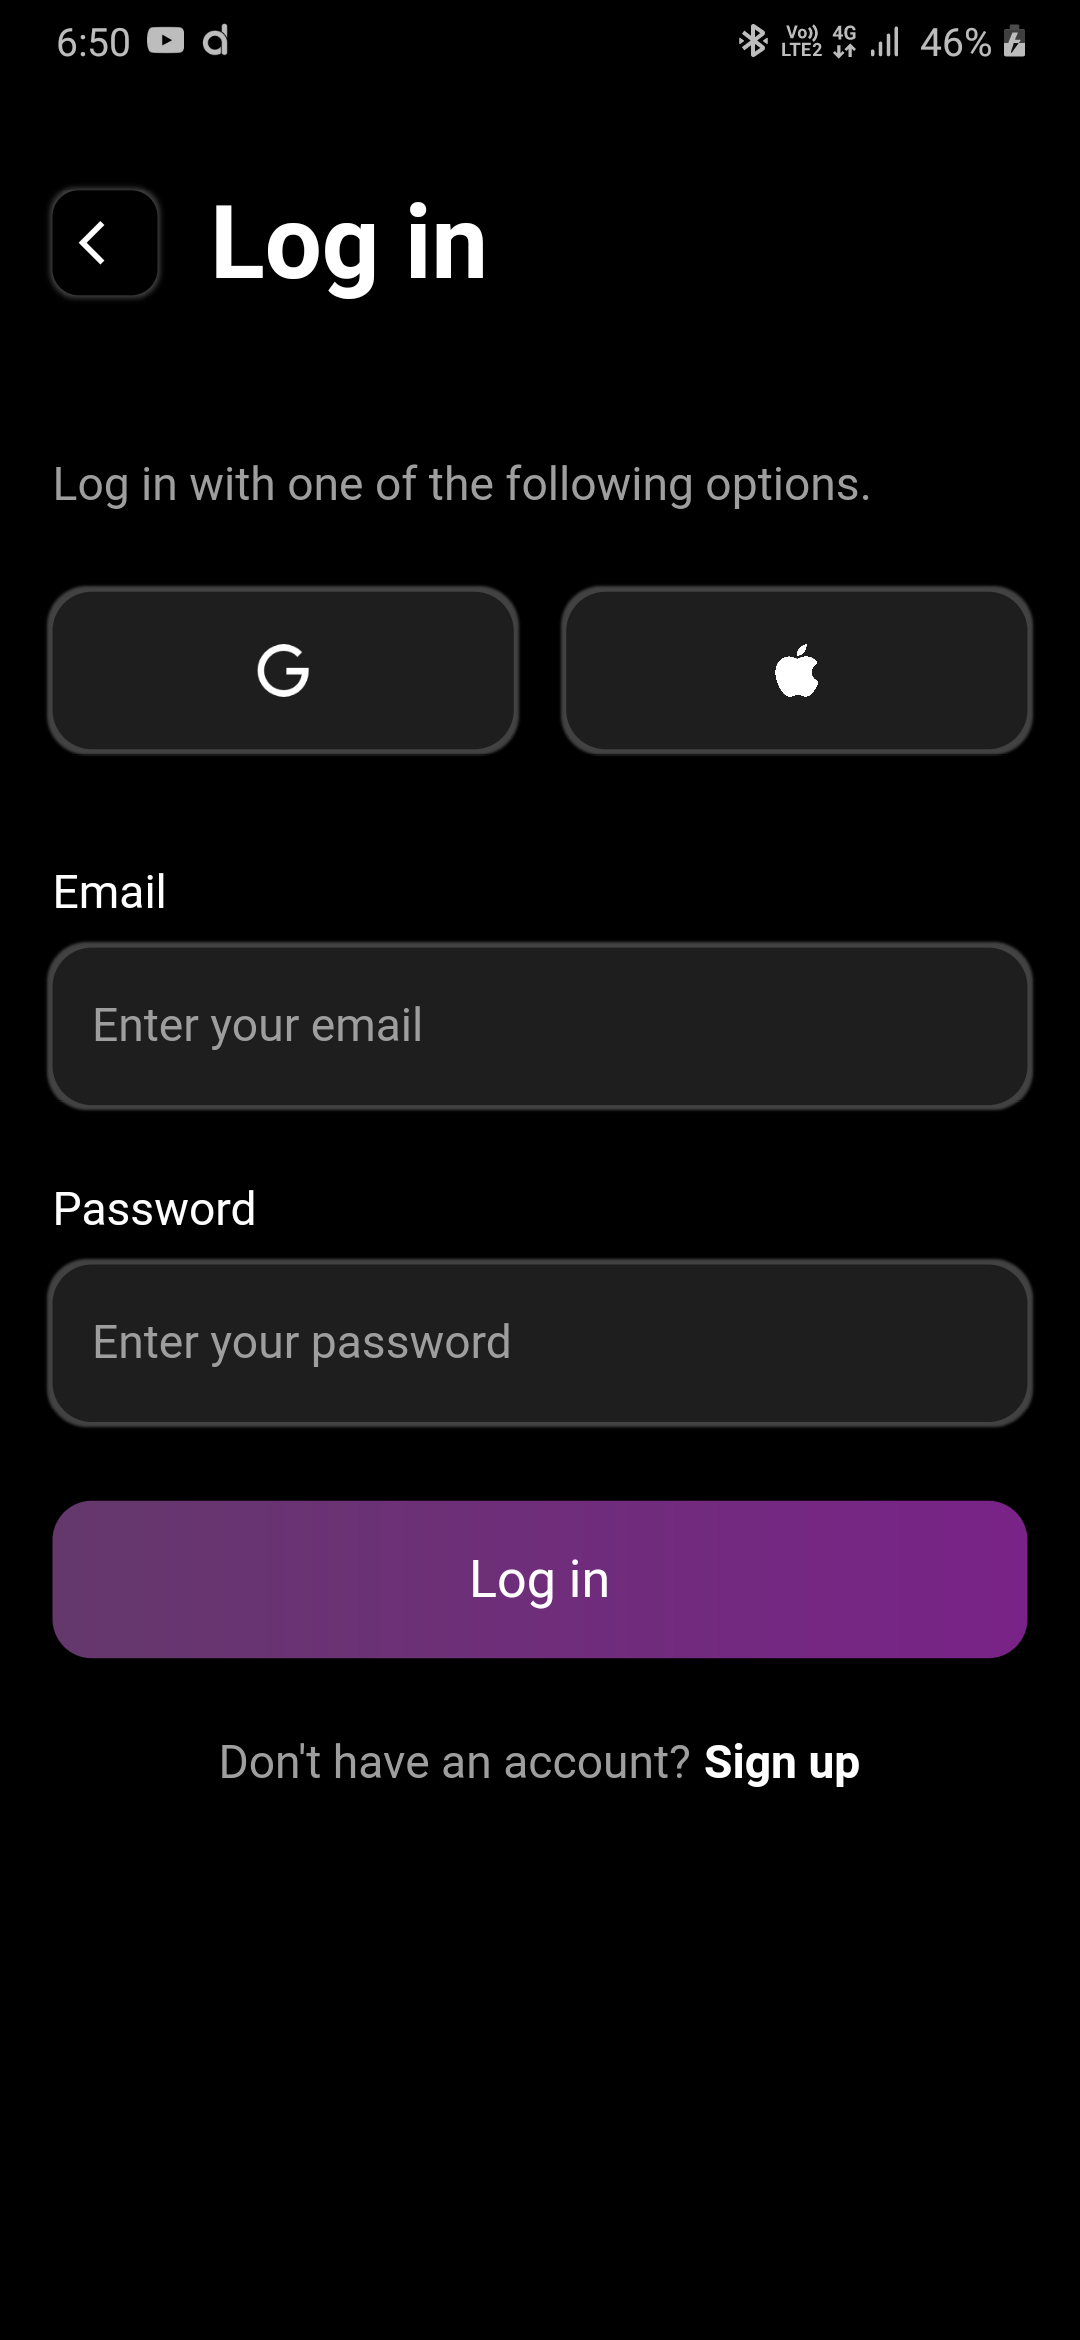 6:50 Vo)) LTE2 4G 46%
Log in
Log in with one of the following options.
Email
Enter your email
Password
Enter your password
Log in
Don't have an account? Sign up